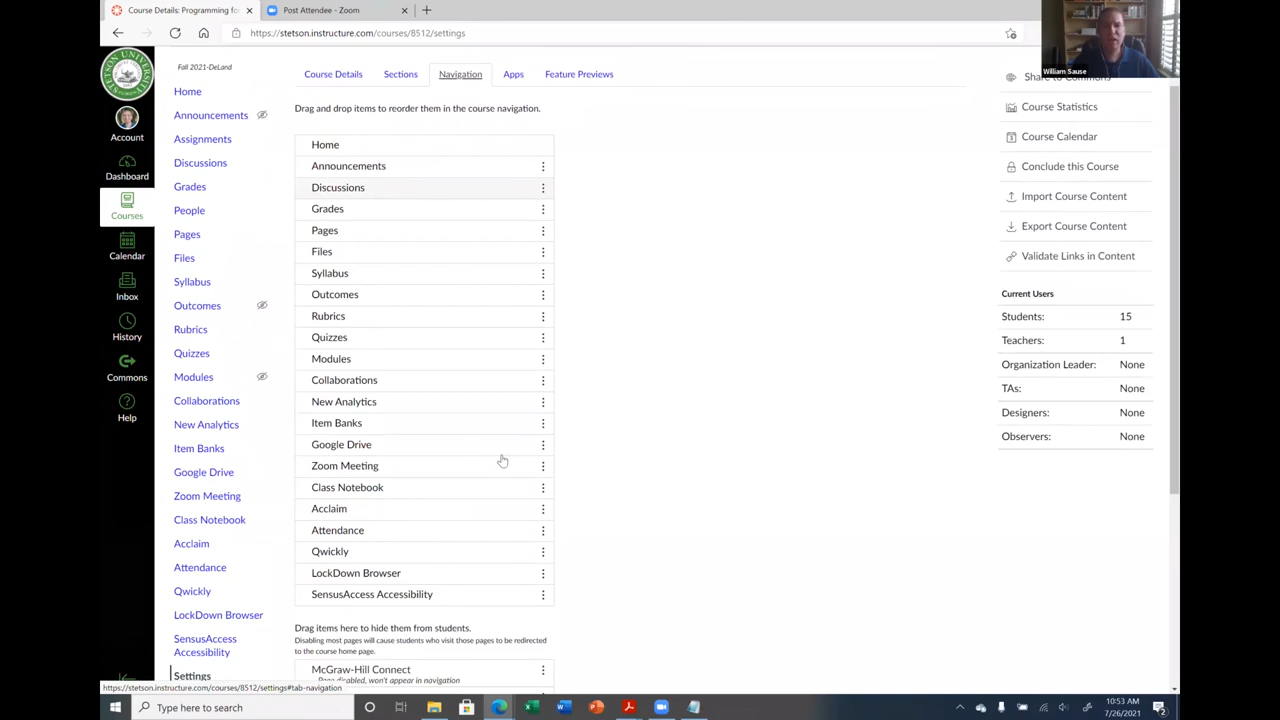 Course Details: Programming fo
Post Attendee - Zoom
https://stetson.instructure.com/courses/8512/settings
William Sause
STETSON UNIVERSITY
Account
Dashboard
Courses
Calendar
Inbox
History
Commons
Help
Fall 2021-DeLand
Home
Announcements
Assignments
Discussions
Grades
People
Pages
Files
Syllabus
Outcomes
Rubrics
Quizzes
Modules
Collaborations
New Analytics
Item Banks
Google Drive
Zoom Meeting
Class Notebook
Acclaim
Attendance
Qwickly
LockDown Browser
SensusAccess
Accessibility
Settings
Course Details
Sections
Navigation
Apps
Feature Previews
Drag and drop items to reorder them in the course navigation.
Home
Announcements
Discussions
Grades
Pages
Files
Syllabus
Outcomes
Rubrics
Quizzes
Modules
Collaborations
New Analytics
Item Banks
Google Drive
Zoom Meeting
Class Notebook
Acclaim
Attendance
Qwickly
LockDown Browser
SensusAccess Accessibility
Drag items here to hide them from students.
Disabling most pages will cause students who visit those pages to be redirected
to the course home page.
McGraw-Hill Connect
Page disabled, won't appear in navigation
Share to Commons
Course Statistics
Course Calendar
Conclude this Course
Import Course Content
Export Course Content
Validate Links in Content
Current Users
Students: 15
Teachers: 1
Organization Leader: None
TAs: None
Designers: None
Observers: None
https://stetson.instructure.com/courses/8512/settings#tab-navigation
Type here to search
10:53 AM
7/26/2021
2